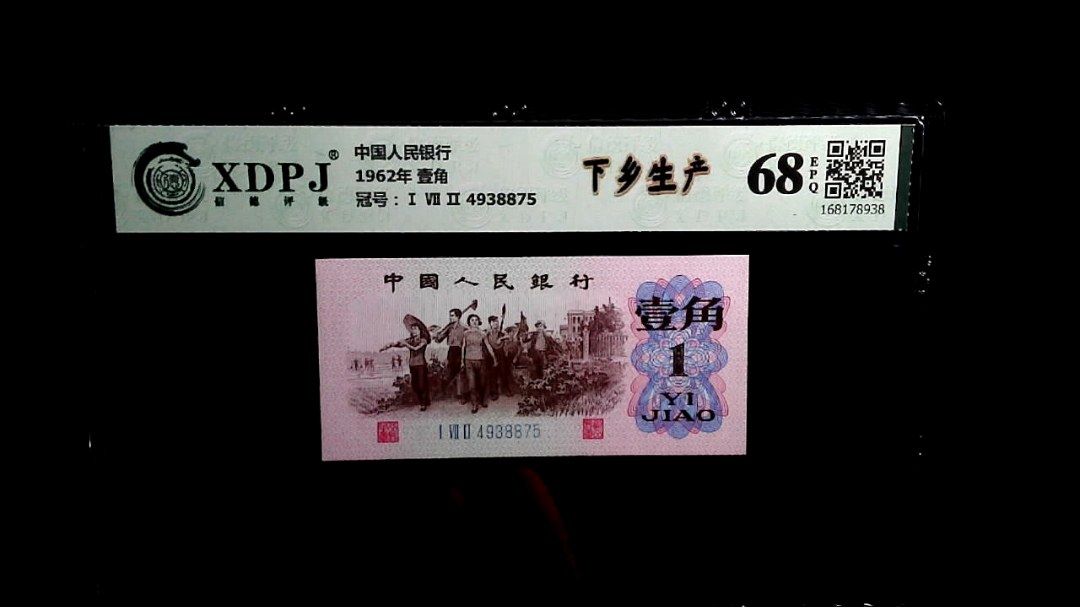 XDPJ®
信德评级
中国人民银行
1962年 壹角
冠号：Ⅰ Ⅶ Ⅱ 4938875
下乡生产
68
EPQ
168178938
中國人民銀行
壹角
1
YI
JIAO
Ⅰ Ⅶ Ⅱ 4938875